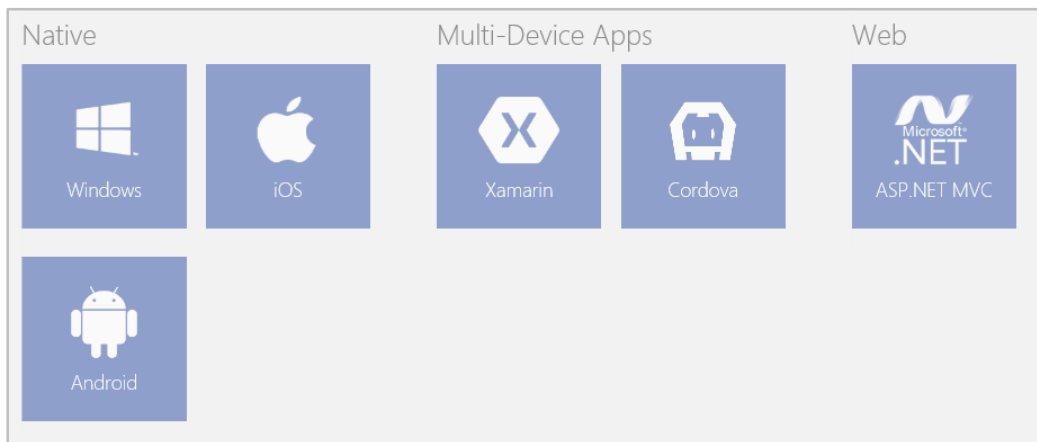 Native
Multi-Device Apps
Web
Windows
iOS
Xamarin
Cordova
Microsoft®
.NET
ASP.NET MVC
Android